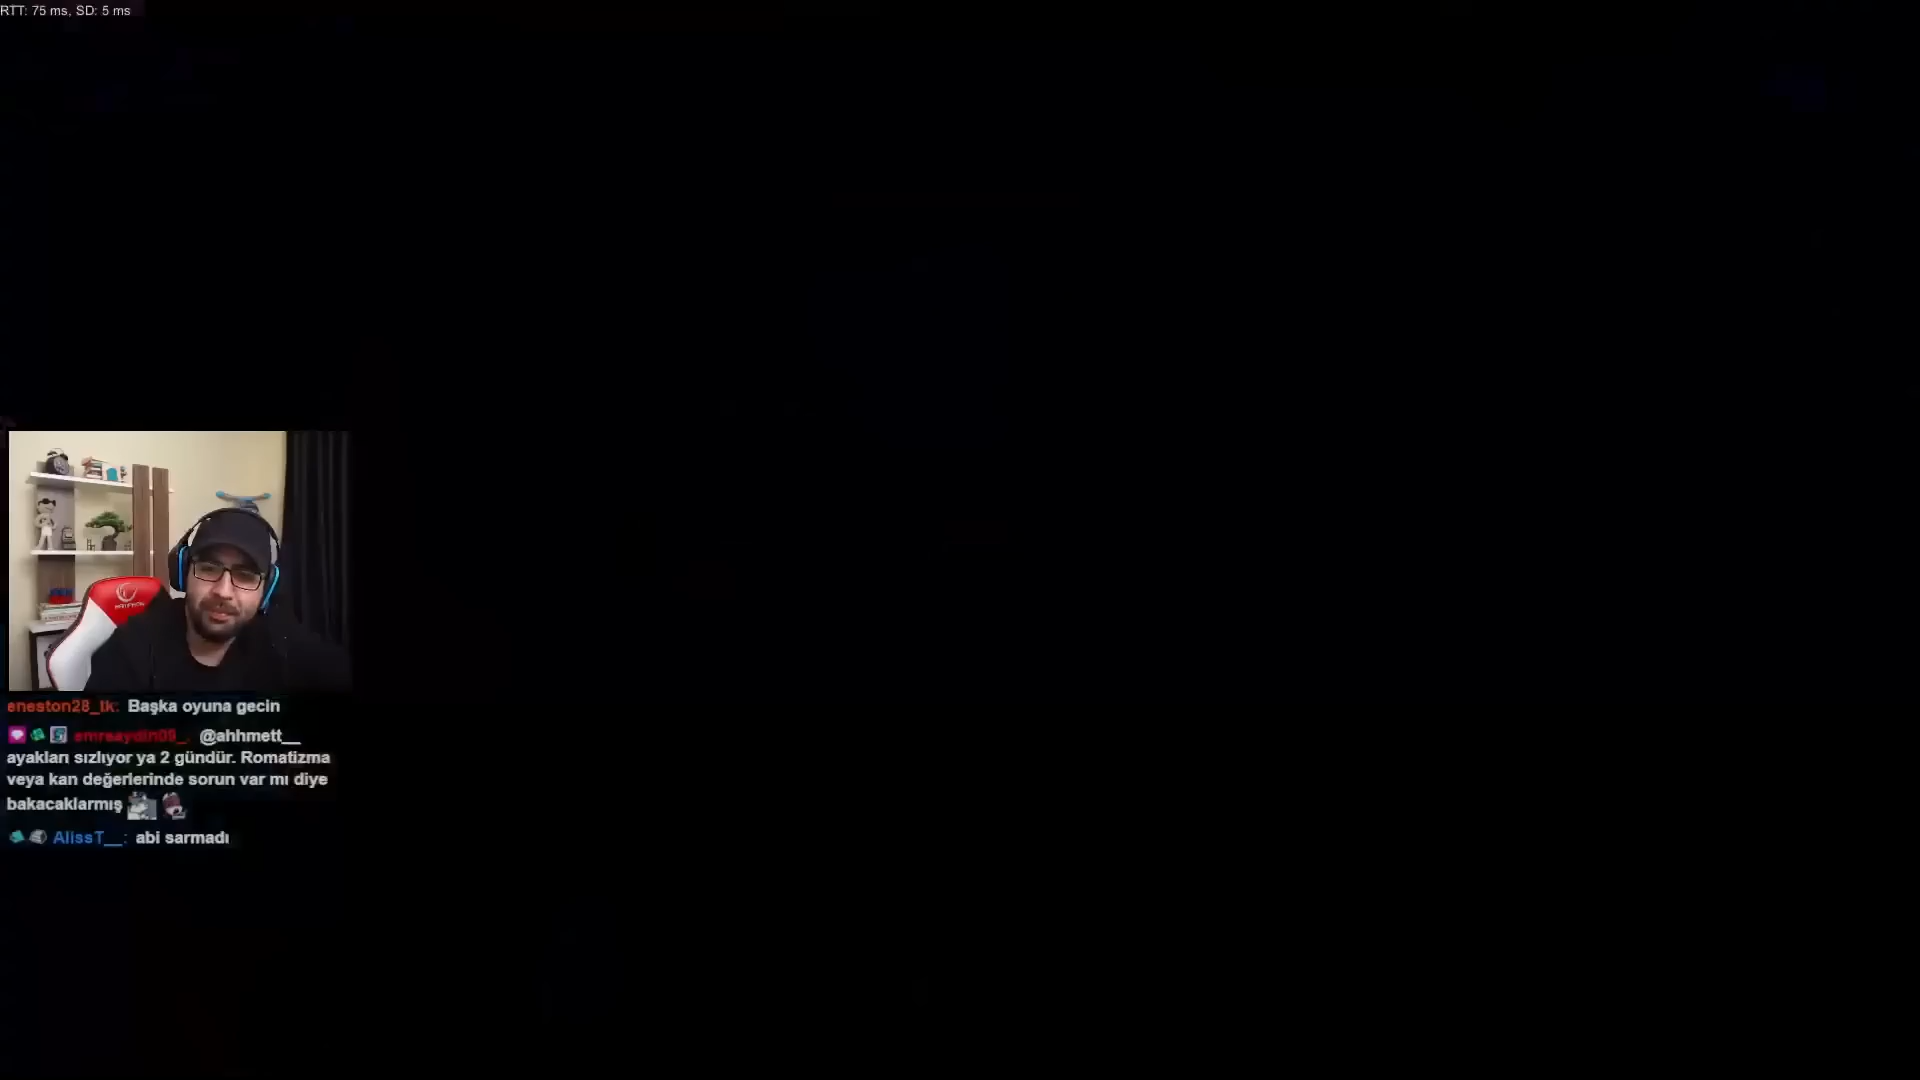 RTT: 75 ms, SD: 5 ms
eneston28_tk: Başka oyuna gecin
emreaydin09_: @ahhmett__
ayakları sızlıyor ya 2 gündür. Romatizma
veya kan değerlerinde sorun var mı diye
bakacaklarmış
AlissT__: abi sarmadı